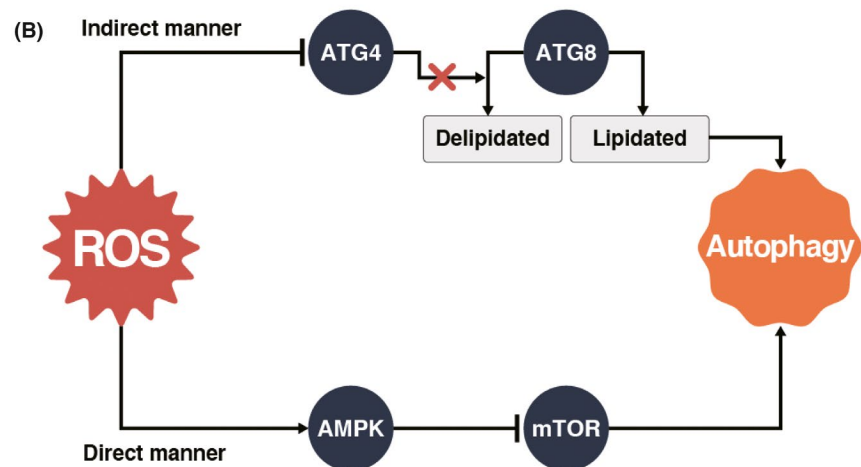 (B)
Indirect manner
ATG4
ATG8
Delipidated
Lipidated
ROS
Autophagy
AMPK
mTOR
Direct manner